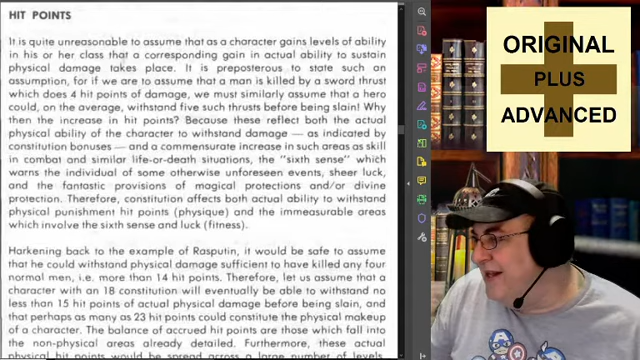 HIT POINTS
It is quite unreasonable to assume that as a character gains levels of ability
in his or her class that a corresponding gain in actual ability to sustain
physical damage takes place. It is preposterous to state such an
assumption, for if we are to assume that a man is killed by a sword thrust
which does 4 hit points of damage, we must similarly assume that a hero
could, on the average, withstand five such thrusts before being slain! Why
then the increase in hit points? Because these reflect both the actual
physical ability of the character to withstand damage — as indicated by
constitution bonuses — and a commensurate increase in such areas as skill
in combat and similar life-or-death situations, the "sixth sense" which
warns the individual of some otherwise unforeseen events, sheer luck,
and the fantastic provisions of magical protections and/or divine
protection. Therefore, constitution affects both actual ability to withstand
physical punishment hit points (physique) and the immeasurable areas
which involve the sixth sense and luck (fitness).
Harkening back to the example of Rasputin, it would be safe to assume
that he could withstand physical damage sufficient to have killed any four
normal men, i.e. more than 14 hit points. Therefore, let us assume that a
character with an 18 constitution will eventually be able to withstand no
less than 15 hit points of actual physical damage before being slain, and
that perhaps as many as 23 hit points could constitute the physical makeup
of a character. The balance of accrued hit points are those which fall into
the non-physical areas already detailed. Furthermore, these actual
physical hit points would be spread across a large number of levels,
ORIGINAL
PLUS
ADVANCED